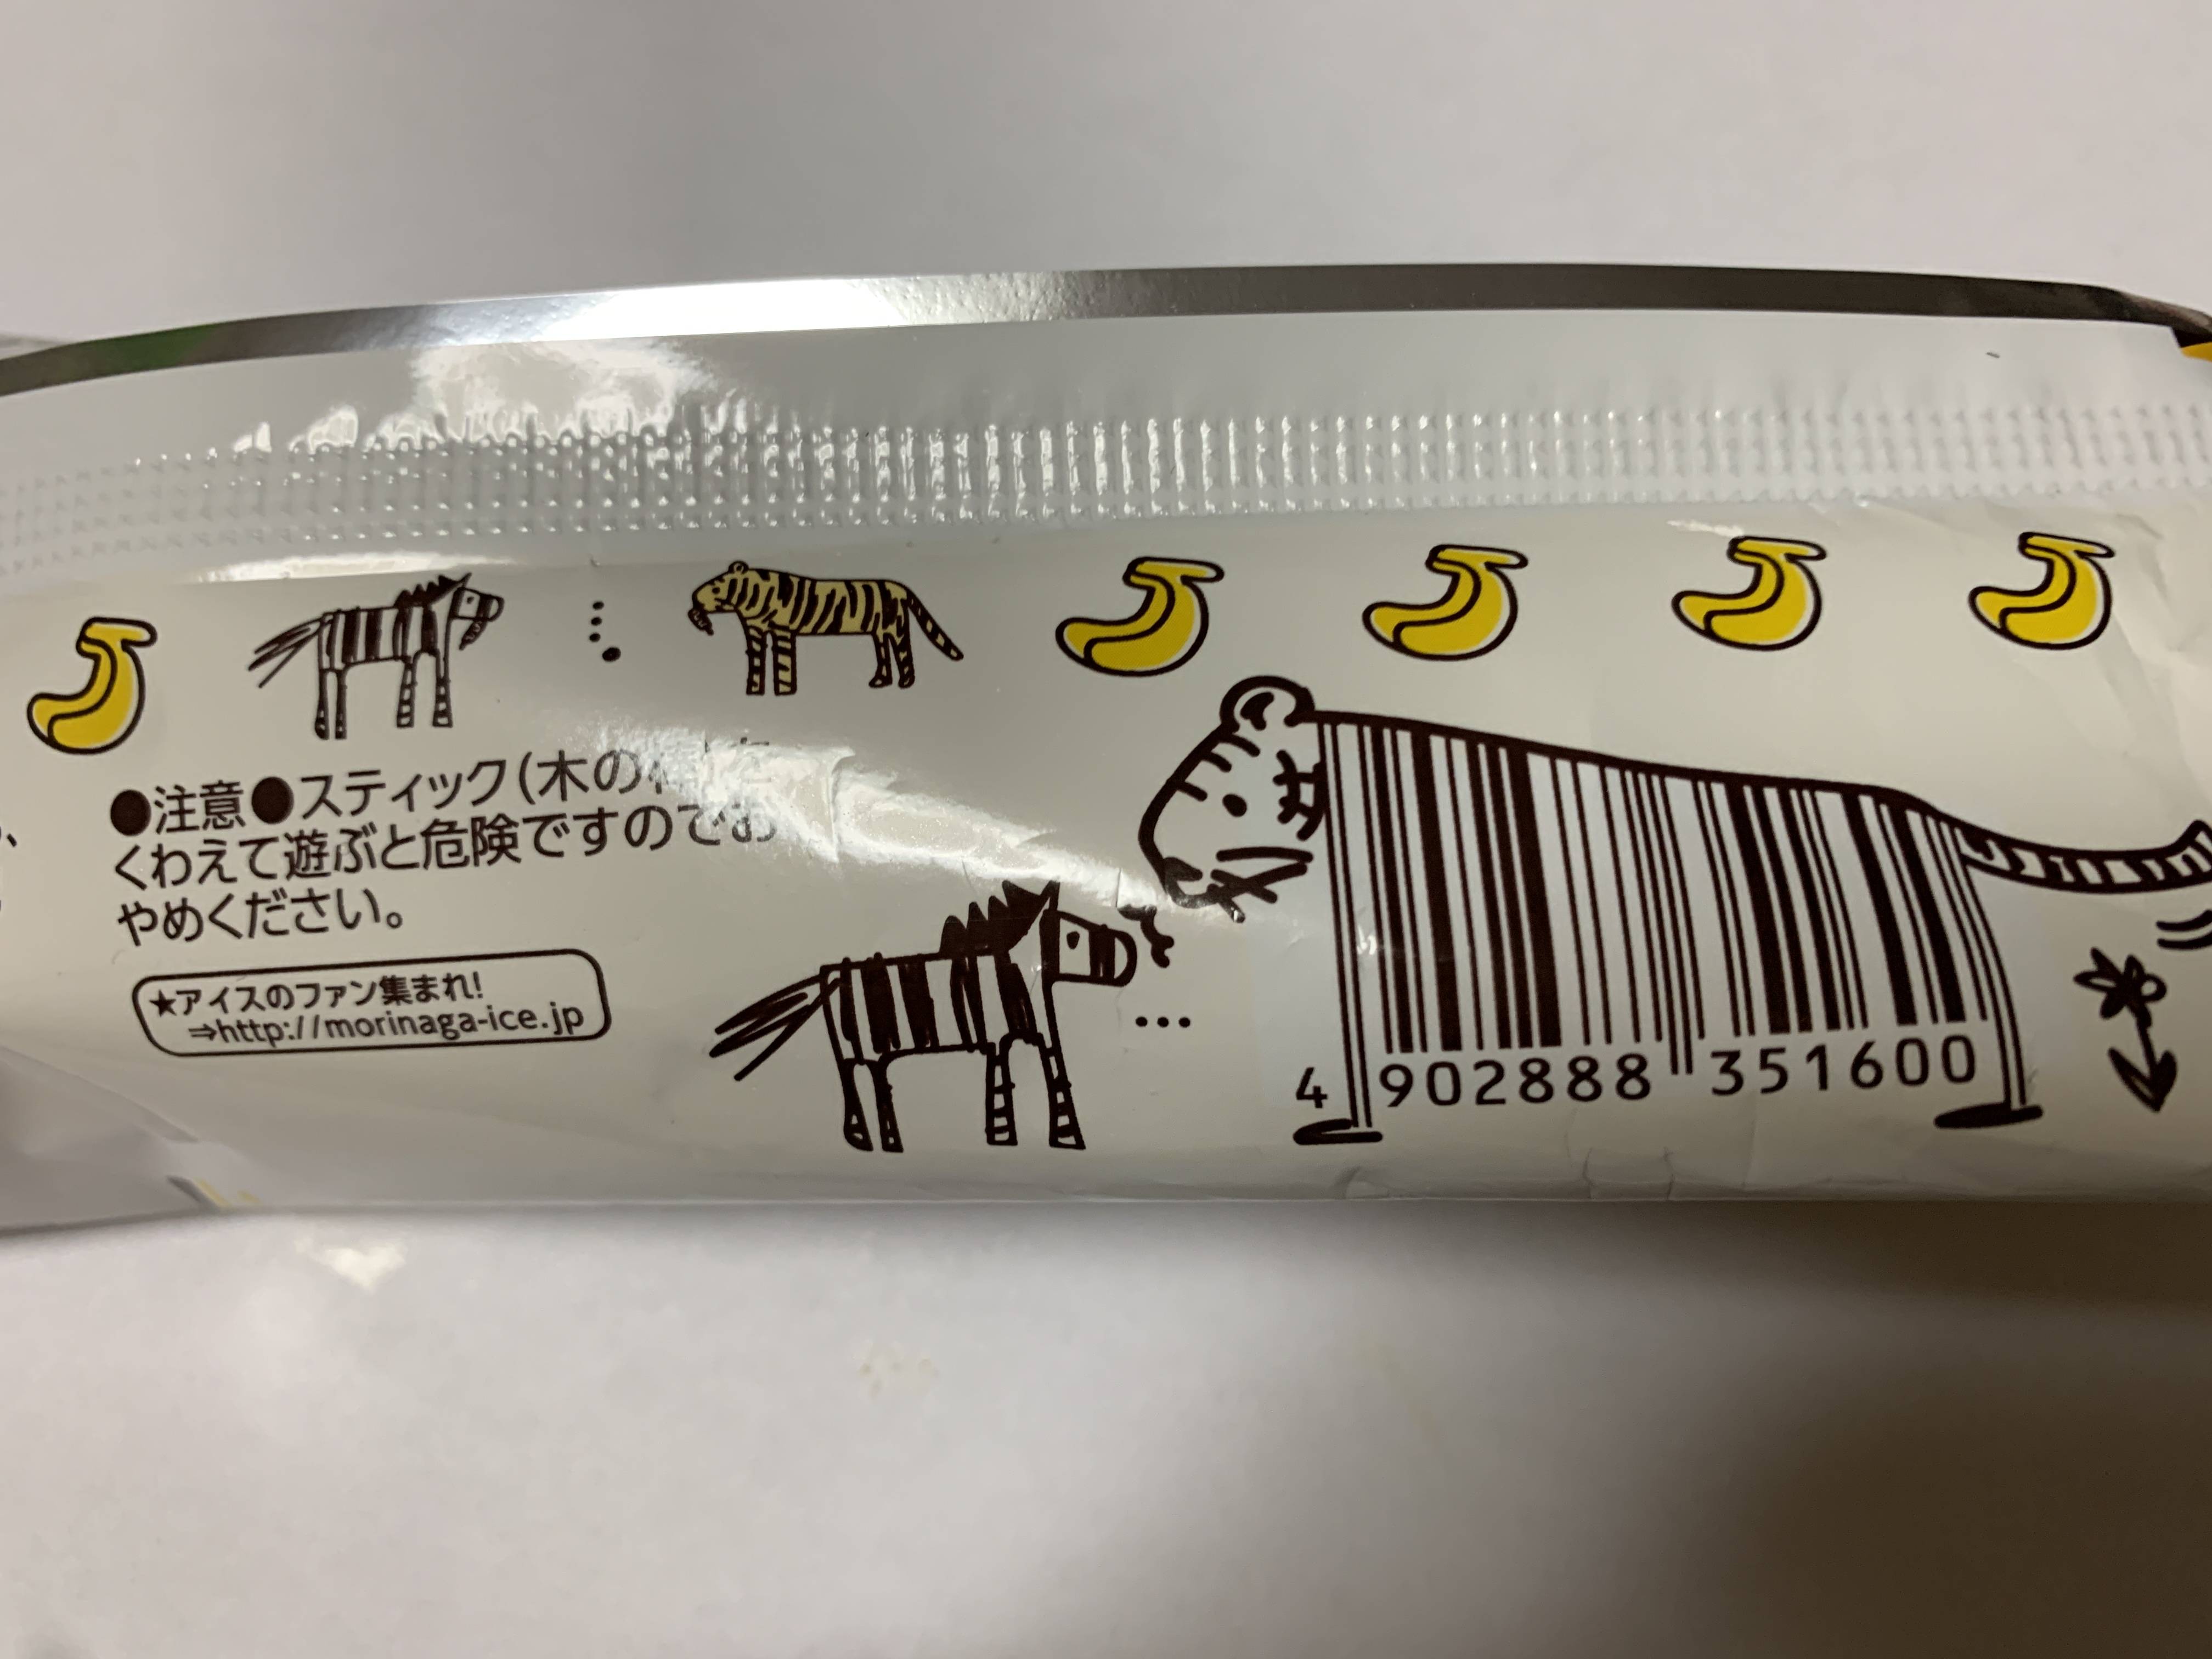 ●注意●スティック(木の
くわえて遊ぶと危険ですのでお
やめください。
★アイスのファン集まれ!
⇒http://morinaga-ice.jp
4 902888 351600